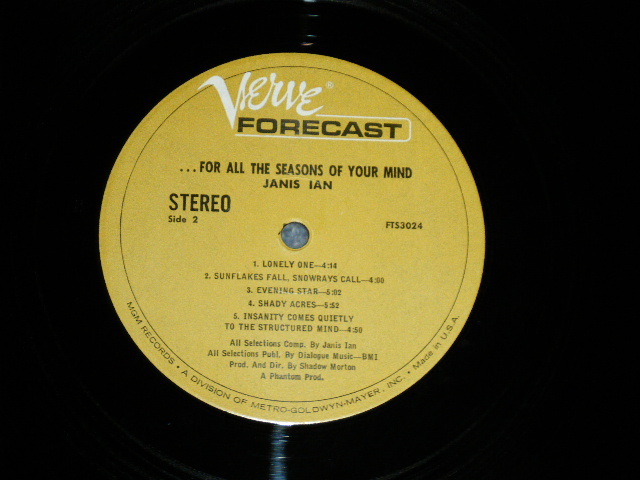 VERVE®
FORECAST
...FOR ALL THE SEASONS OF YOUR MIND
JANIS IAN
STEREO
Side 2
FTS3024
1. LONELY ONE—4:14
2. SUNFLAKES FALL, SNOWRAYS CALL—4:00
3. EVENING STAR—5:02
4. SHADY ACRES—5:52
5. INSANITY COMES QUIETLY
TO THE STRUCTURED MIND—4:50
All Selections Comp. By Janis Ian
All Selections Publ. By Dialogue Music—BMI
Prod. And Dir. By Shadow Morton
A Phantom Prod.
MGM RECORDS • A DIVISION OF METRO-GOLDWYN-MAYER, INC. • Made in U.S.A.